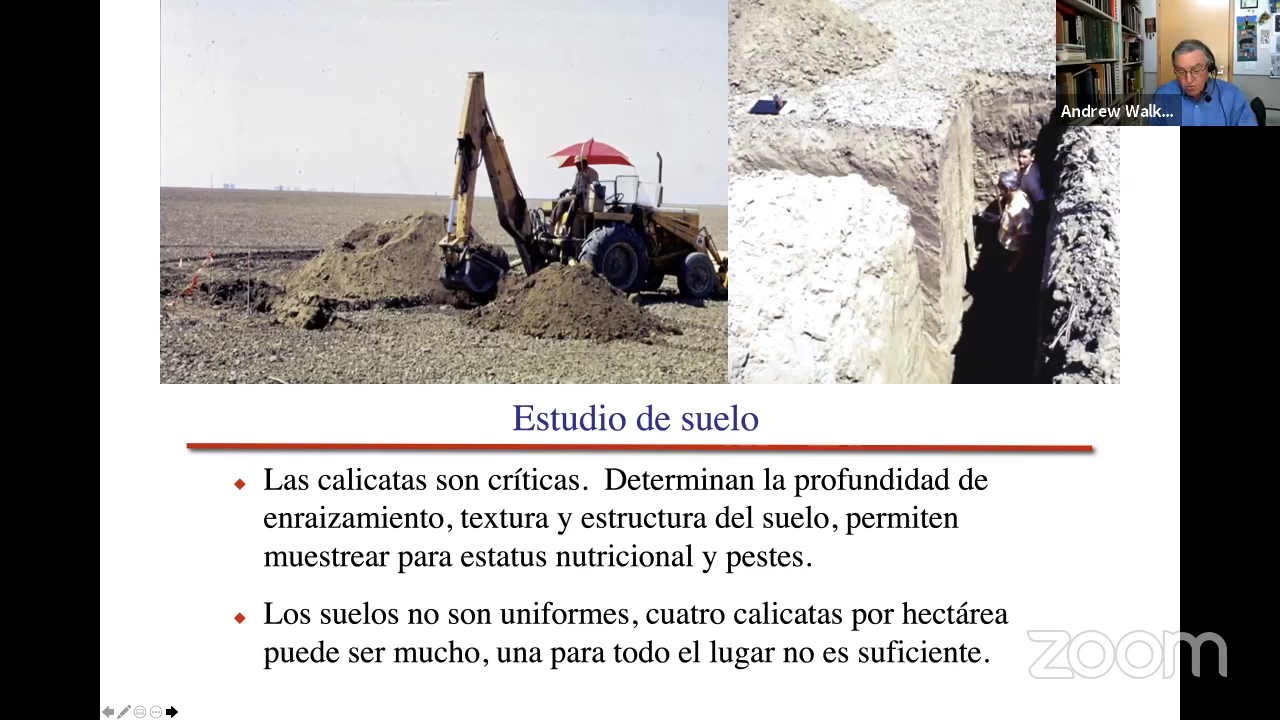 Andrew Walk...
Estudio de suelo
Las calicatas son críticas. Determinan la profundidad de
enraizamiento, textura y estructura del suelo, permiten
muestrear para estatus nutricional y pestes.
Los suelos no son uniformes, cuatro calicatas por hectárea
puede ser mucho, una para todo el lugar no es suficiente.
zoom